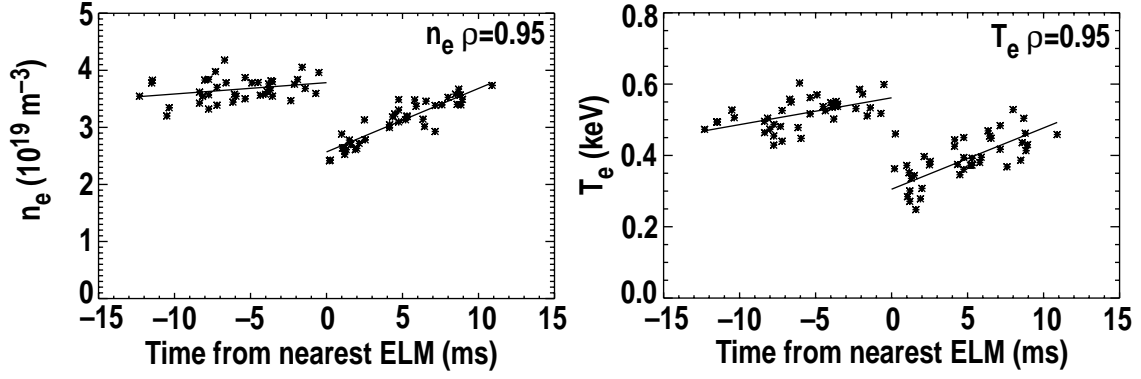 5
4
3
2
1
0
n_e (10^19 m^−3)
n_e ρ=0.95
−15 −10 −5 0 5 10 15
Time from nearest ELM (ms)
0.8
0.6
0.4
0.2
0.0
T_e (keV)
T_e ρ=0.95
−15 −10 −5 0 5 10 15
Time from nearest ELM (ms)